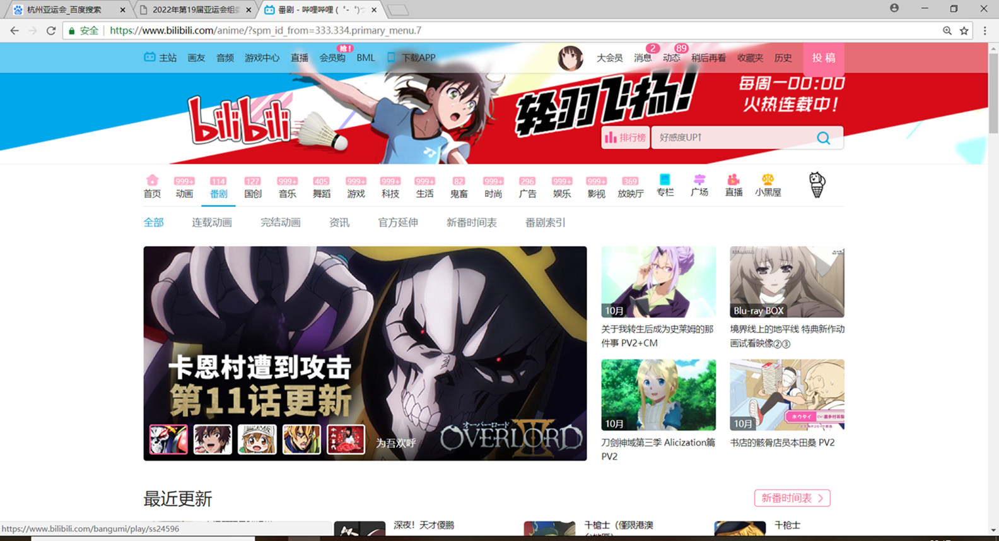 杭州亚运会_百度搜索
2022年第19届亚运会组
番剧 - 哔哩哔哩 ( ゜- ゜)つ
安全
https://www.bilibili.com/anime/?spm_id_from=333.334.primary_menu.7
主站
画友
音频
游戏中心
直播
会员购
抢!
BML
下载APP
大会员
消息
2
动态
89
稍后再看
收藏夹
历史
投稿
bilibili
轻羽飞扬!
每周一00:00
火热连载中!
排行榜
好感度UP↑
首页
999+
动画
114
番剧
127
国创
999+
音乐
405
舞蹈
999+
游戏
999+
科技
999+
生活
82
鬼畜
999+
时尚
296
广告
999+
娱乐
999+
影视
369
放映厅
专栏
广场
直播
小黑屋
全部
连载动画
完结动画
资讯
官方延伸
新番时间表
番剧索引
卡恩村遭到攻击
第11话更新
为吾欢呼
オーバーロード
OVERLORD III
10月
关于我转生后成为史莱姆的那
件事 PV2+CM
Blu-ray BOX
境界线上的地平线 特典新作动
画试看映像②③
10月
刀剑神域第三季 Alicization篇
PV2
10月
ホウタイ
书店的骸骨店员本田桑 PV2
最近更新
新番时间表 >
https://www.bilibili.com/bangumi/play/ss24596
深夜！天才傻鹏
千槍士（僅限港澳
千枪士